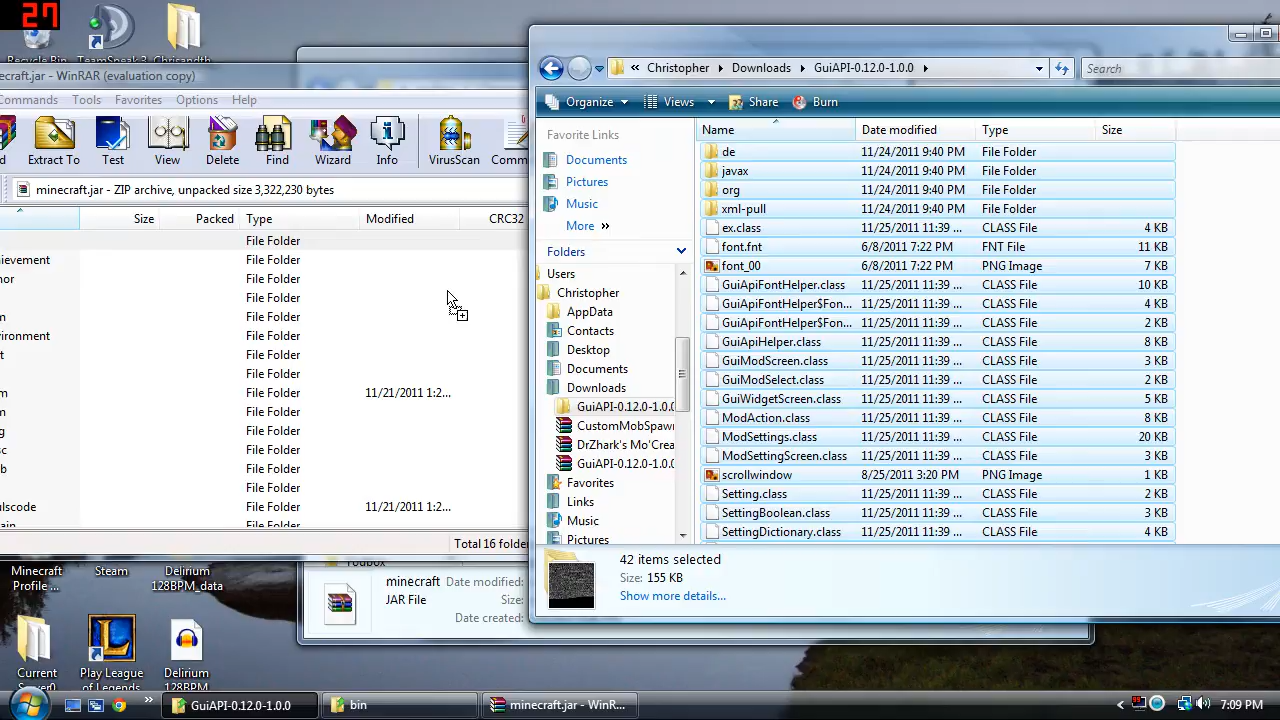 27
Recycle Bin
TeamSpeak 3
Chrisandth
ecraft.jar - WinRAR (evaluation copy)
Commands Tools Favorites Options Help
Extract To Test View Delete Find Wizard Info VirusScan Comm
minecraft.jar - ZIP archive, unpacked size 3,322,230 bytes
Size Packed Type Modified CRC32
File Folder
ievement File Folder
nor File Folder
File Folder
m File Folder
vironment File Folder
t File Folder
File Folder
m File Folder 11/21/2011 1:2...
m File Folder
g File Folder
sc File Folder
b File Folder
File Folder
ulscode File Folder 11/21/2011 1:2...
ain File Folder
Total 16 folder
« Christopher Downloads GuiAPI-0.12.0-1.0.0
Search
Organize Views Share Burn
Favorite Links
Documents
Pictures
Music
More »
Folders
Users
Christopher
AppData
Contacts
Desktop
Documents
Downloads
GuiAPI-0.12.0-1.0.0
CustomMobSpawn
DrZhark's Mo'Crea
GuiAPI-0.12.0-1.0.0
Favorites
Links
Music
Pictures
Name Date modified Type Size
de 11/24/2011 9:40 PM File Folder
javax 11/24/2011 9:40 PM File Folder
org 11/24/2011 9:40 PM File Folder
xml-pull 11/24/2011 9:40 PM File Folder
ex.class 11/25/2011 11:39 ... CLASS File 4 KB
font.fnt 6/8/2011 7:22 PM FNT File 11 KB
font_00 6/8/2011 7:22 PM PNG Image 7 KB
GuiApiFontHelper.class 11/25/2011 11:39 ... CLASS File 10 KB
GuiApiFontHelper$Fon... 11/25/2011 11:39 ... CLASS File 4 KB
GuiApiFontHelper$Fon... 11/25/2011 11:39 ... CLASS File 2 KB
GuiApiHelper.class 11/25/2011 11:39 ... CLASS File 8 KB
GuiModScreen.class 11/25/2011 11:39 ... CLASS File 3 KB
GuiModSelect.class 11/25/2011 11:39 ... CLASS File 2 KB
GuiWidgetScreen.class 11/25/2011 11:39 ... CLASS File 5 KB
ModAction.class 11/25/2011 11:39 ... CLASS File 8 KB
ModSettings.class 11/25/2011 11:39 ... CLASS File 20 KB
ModSettingScreen.class 11/25/2011 11:39 ... CLASS File 3 KB
scrollwindow 8/25/2011 3:20 PM PNG Image 1 KB
Setting.class 11/25/2011 11:39 ... CLASS File 2 KB
SettingBoolean.class 11/25/2011 11:39 ... CLASS File 3 KB
SettingDictionary.class 11/25/2011 11:39 ... CLASS File 4 KB
42 items selected
Size: 155 KB
Show more details...
Toolbox
minecraft Date modified:
JAR File Size:
Date created:
Minecraft Profile ...
Steam
Delirium 128BPM_data
Current Server0
Play League of Legends
Delirium 128BPM
» GuiAPI-0.12.0-1.0.0 bin minecraft.jar - WinR... 7:09 PM